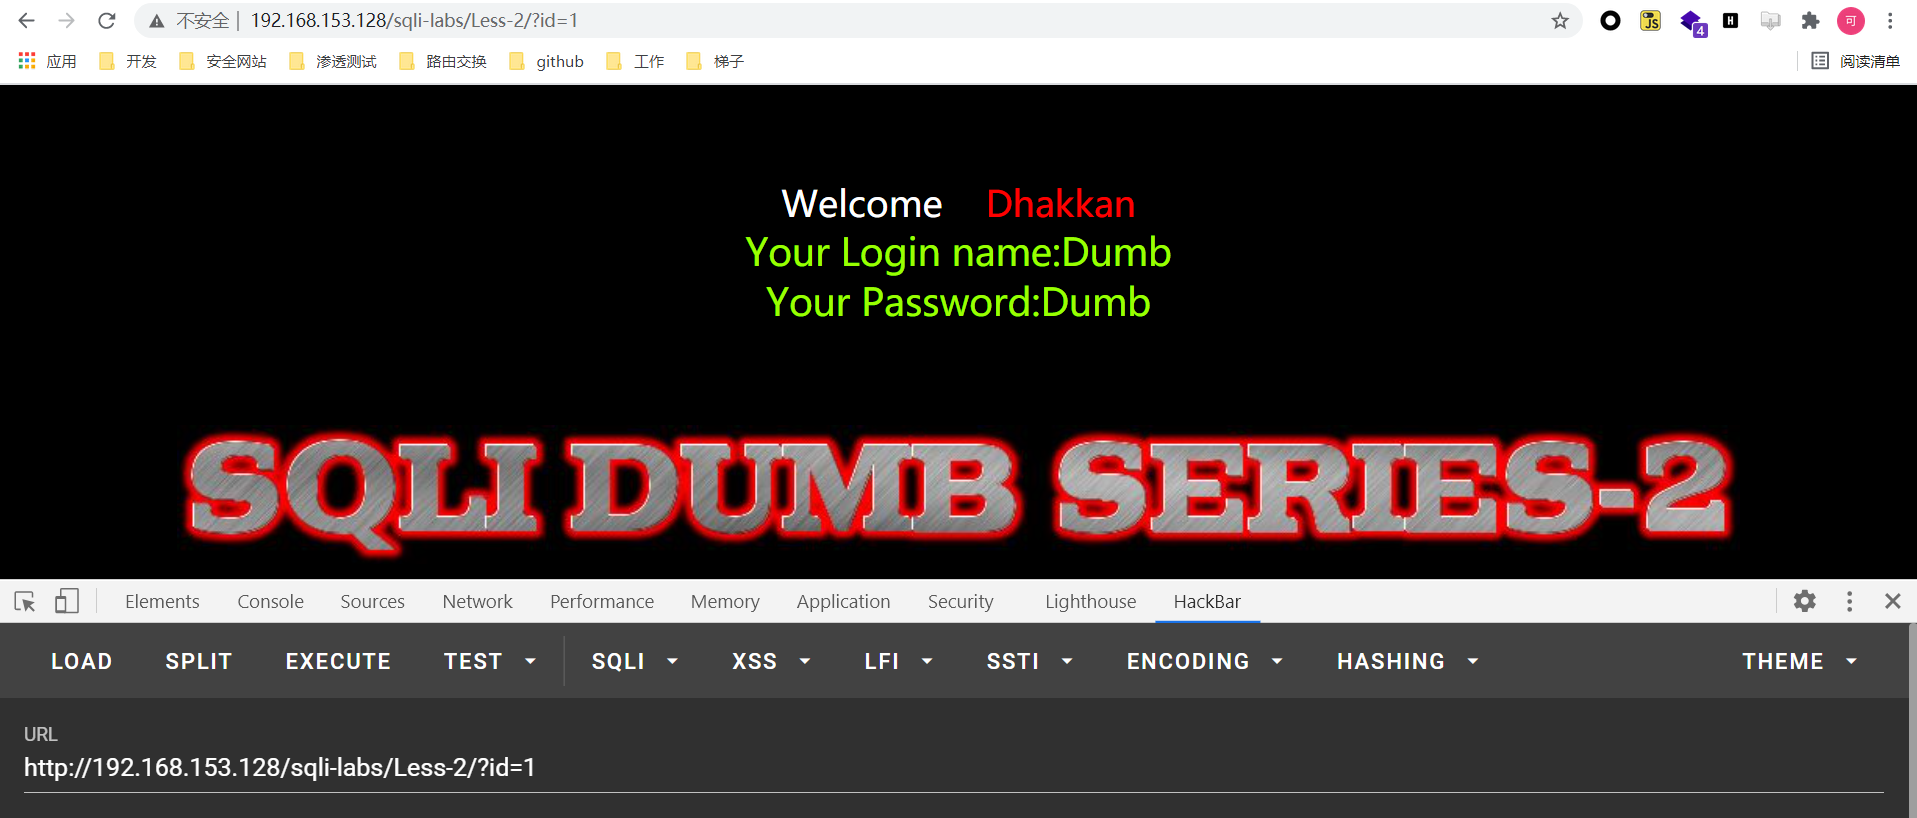 不安全 | 192.168.153.128/sqli-labs/Less-2/?id=1
JS 4 H 可
应用 开发 安全网站 渗透测试 路由交换 github 工作 梯子 阅读清单
Welcome Dhakkan
Your Login name:Dumb
Your Password:Dumb
SQLI DUMB SERIES-2
Elements Console Sources Network Performance Memory Application Security Lighthouse HackBar
LOAD SPLIT EXECUTE TEST SQLI XSS LFI SSTI ENCODING HASHING THEME
URL
http://192.168.153.128/sqli-labs/Less-2/?id=1